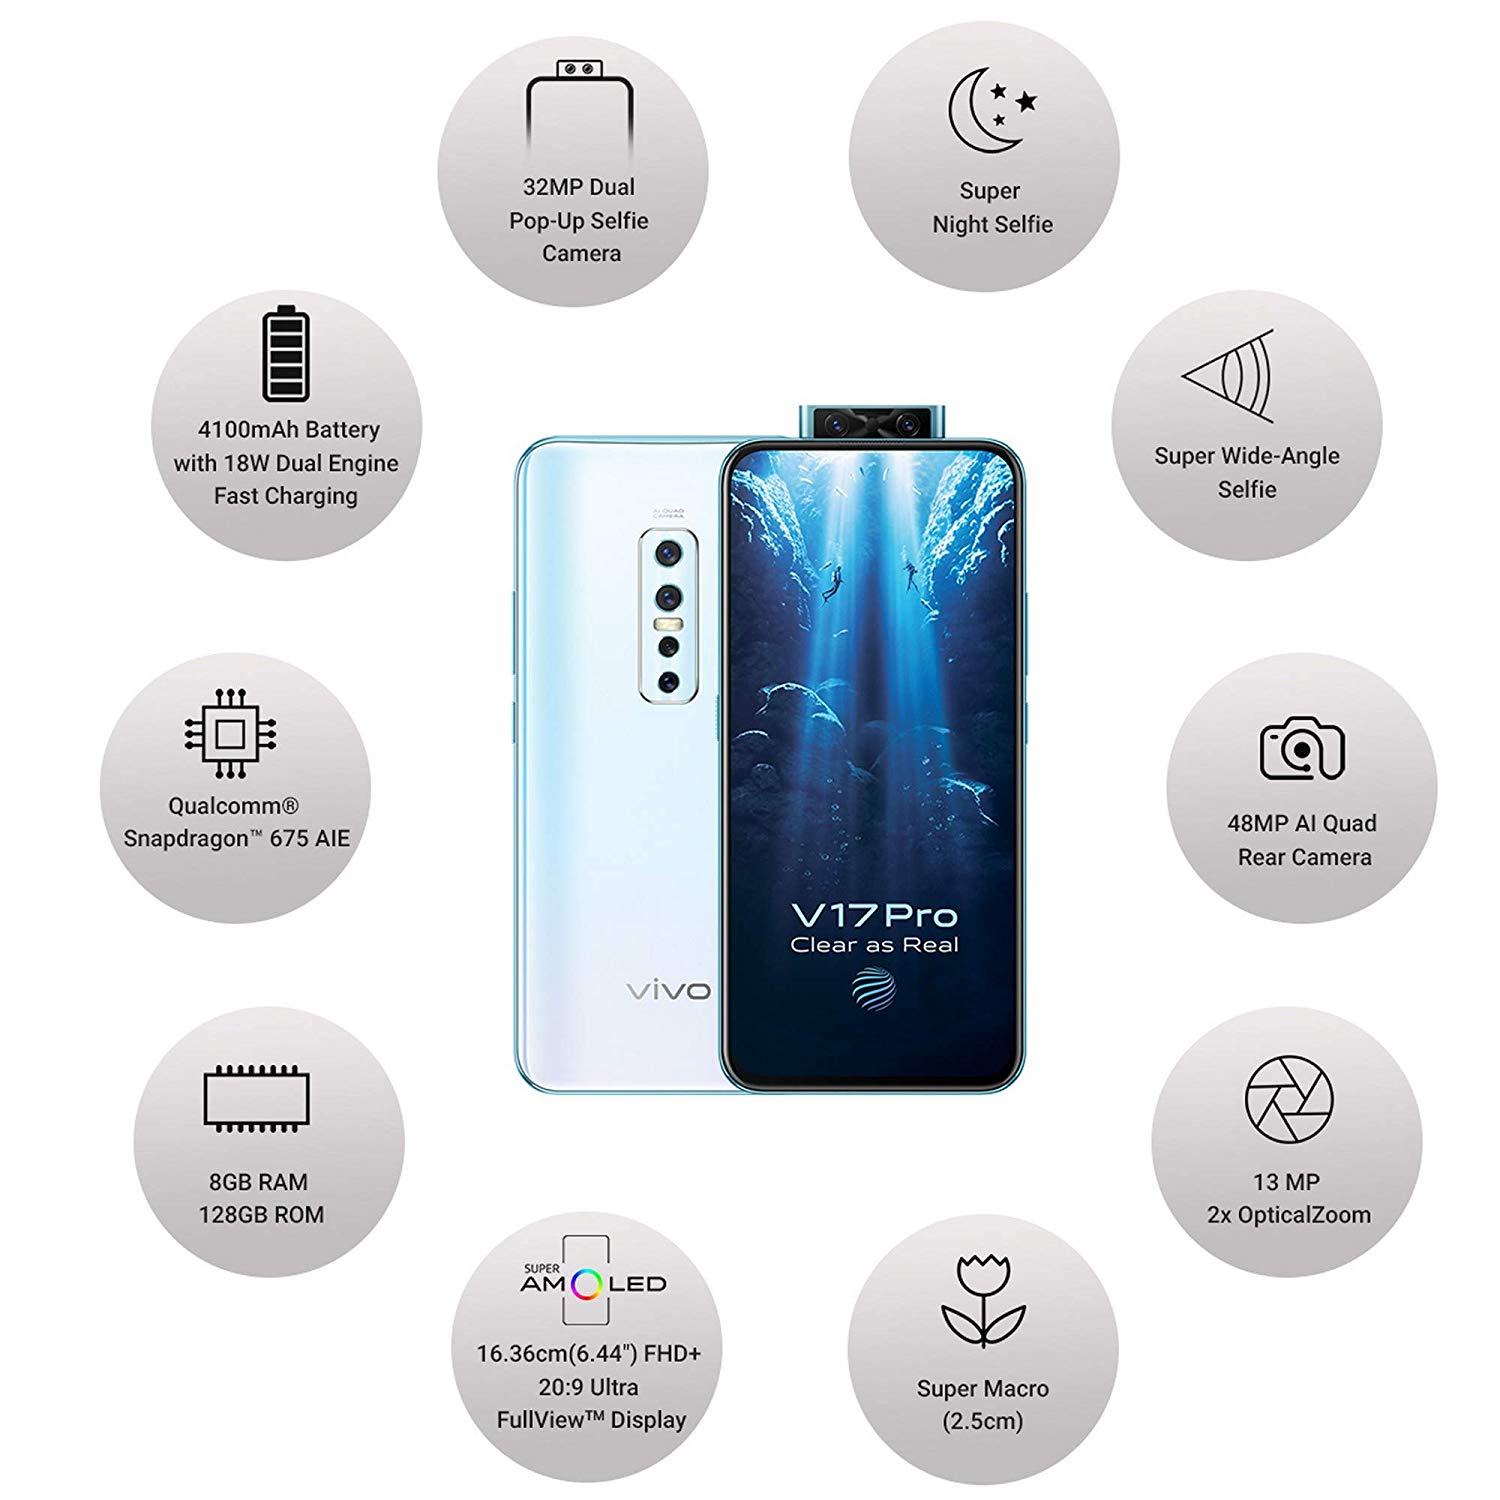 32MP Dual
Pop-Up Selfie
Camera
Super
Night Selfie
4100mAh Battery
with 18W Dual Engine
Fast Charging
Super Wide-Angle
Selfie
AI QUAD
CAMERA
Qualcomm®
Snapdragon™ 675 AIE
48MP AI Quad
Rear Camera
V17Pro
Clear as Real
vivo
8GB RAM
128GB ROM
13 MP
2x OpticalZoom
SUPER
AMOLED
16.36cm(6.44") FHD+
20:9 Ultra
FullView™ Display
Super Macro
(2.5cm)